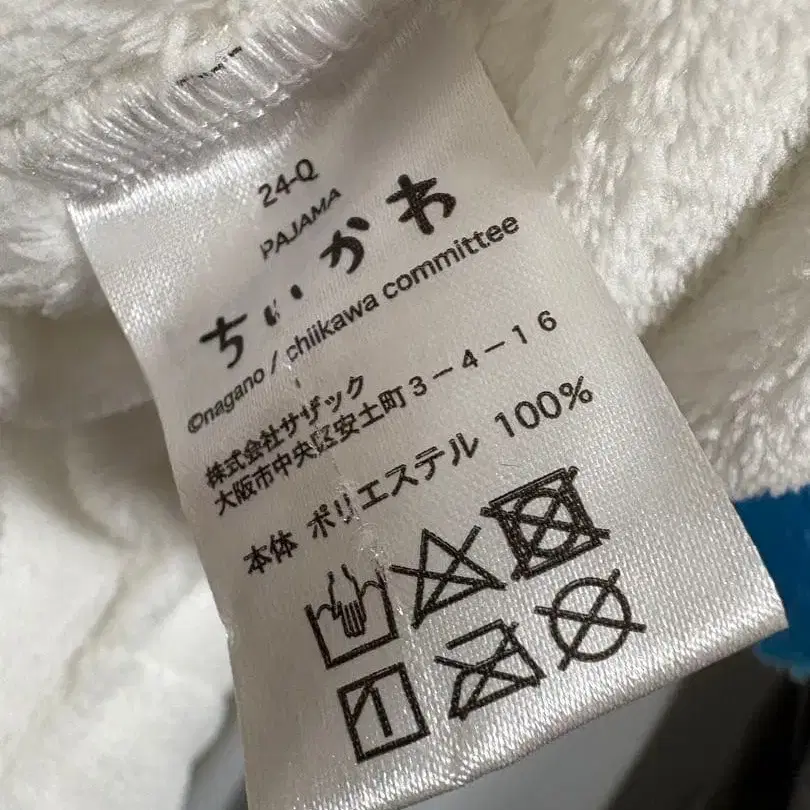 24-Q
PAJAMA
ちいかわ
©nagano / chiikawa committee
株式会社サザック
大阪市中央区安土町3-4-16
本体 ポリエステル 100%